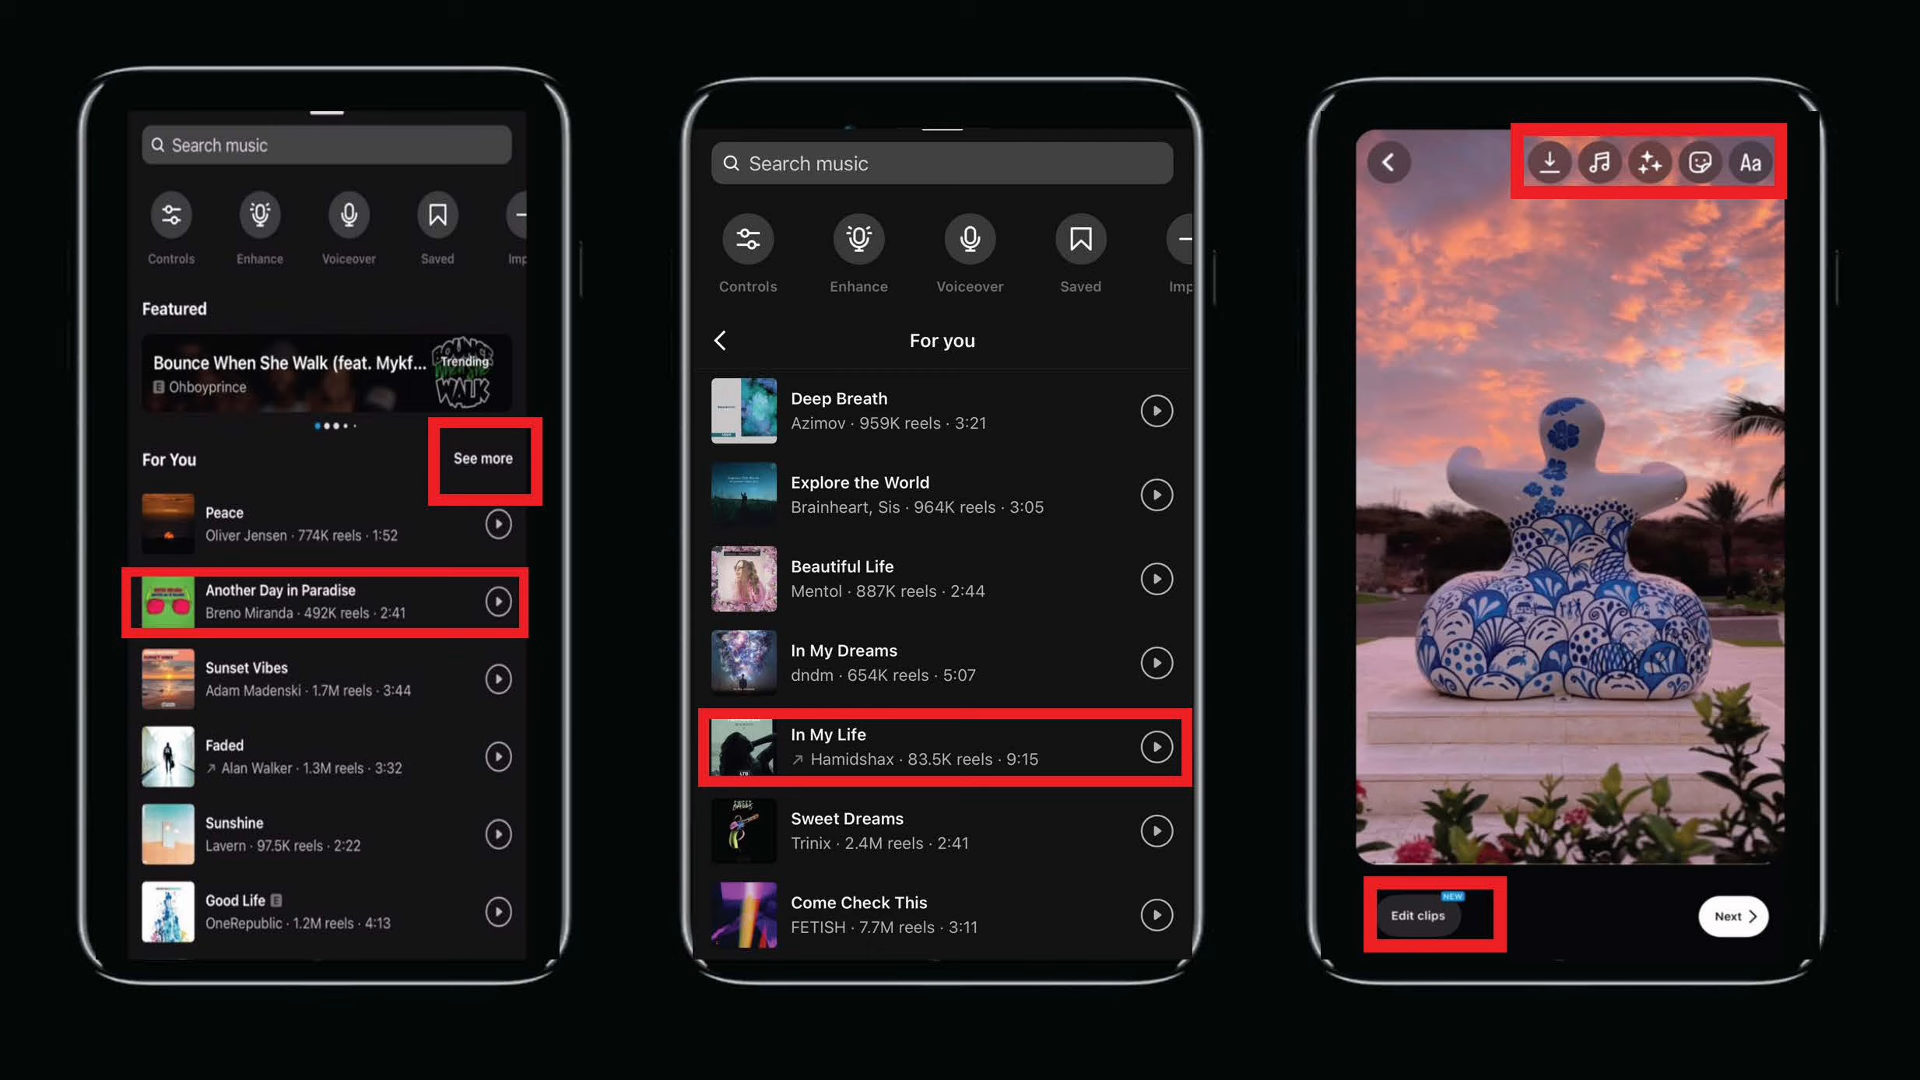 Search music
Controls
Enhance
Voiceover
Saved
Imp
Featured
Bounce When She Walk (feat. Mykf...
E Ohboyprince
Trending
WALK
For You
See more
Peace
Oliver Jensen · 774K reels · 1:52
Another Day in Paradise
Breno Miranda · 492K reels · 2:41
Sunset Vibes
Adam Madenski · 1.7M reels · 3:44
Faded
↗ Alan Walker · 1.3M reels · 3:32
Sunshine
Lavern · 97.5K reels · 2:22
Good Life E
OneRepublic · 1.2M reels · 4:13
Search music
Controls
Enhance
Voiceover
Saved
Imp
For you
Deep Breath
Azimov · 959K reels · 3:21
Explore the World
Brainheart, Sis · 964K reels · 3:05
Beautiful Life
Mentol · 887K reels · 2:44
In My Dreams
dndm · 654K reels · 5:07
In My Life
↗ Hamidshax · 83.5K reels · 9:15
Sweet Dreams
Trinix · 2.4M reels · 2:41
Come Check This
FETISH · 7.7M reels · 3:11
Aa
NEW
Edit clips
Next